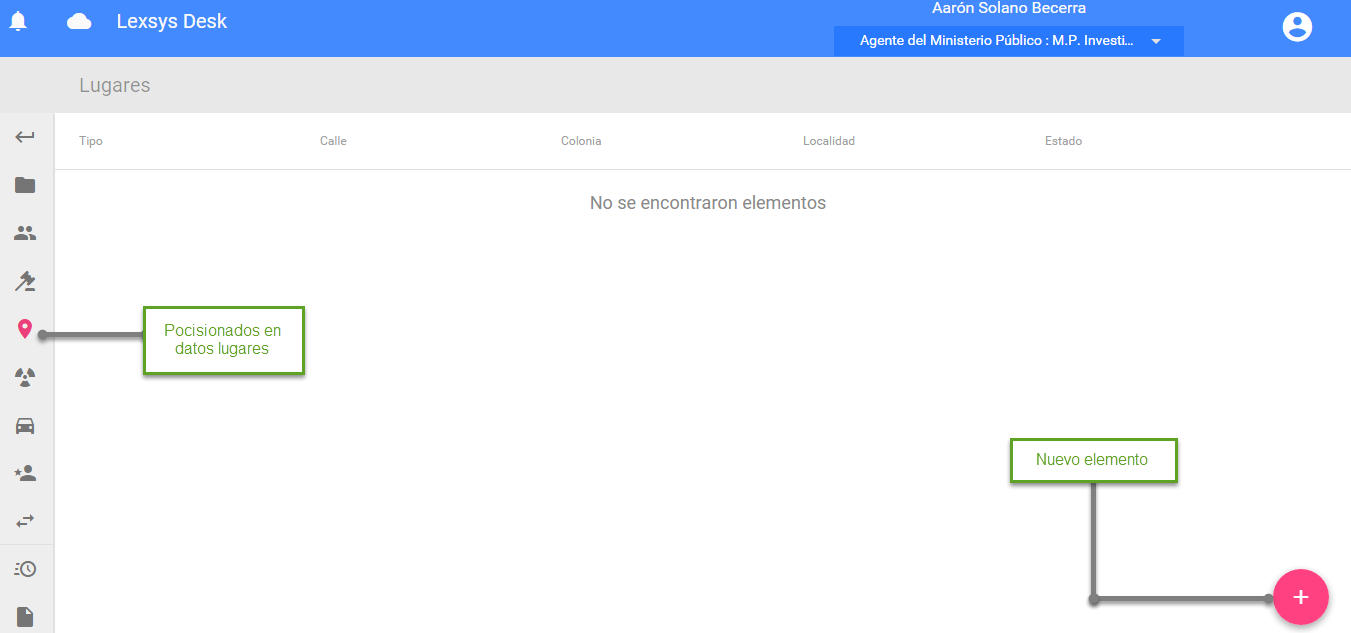 Aarón Solano Becerra
Lexsys Desk
Agente del Ministerio Público : M.P. Investi...
Lugares
Tipo Calle Colonia Localidad Estado
No se encontraron elementos
Pocisionados en
datos lugares
Nuevo elemento